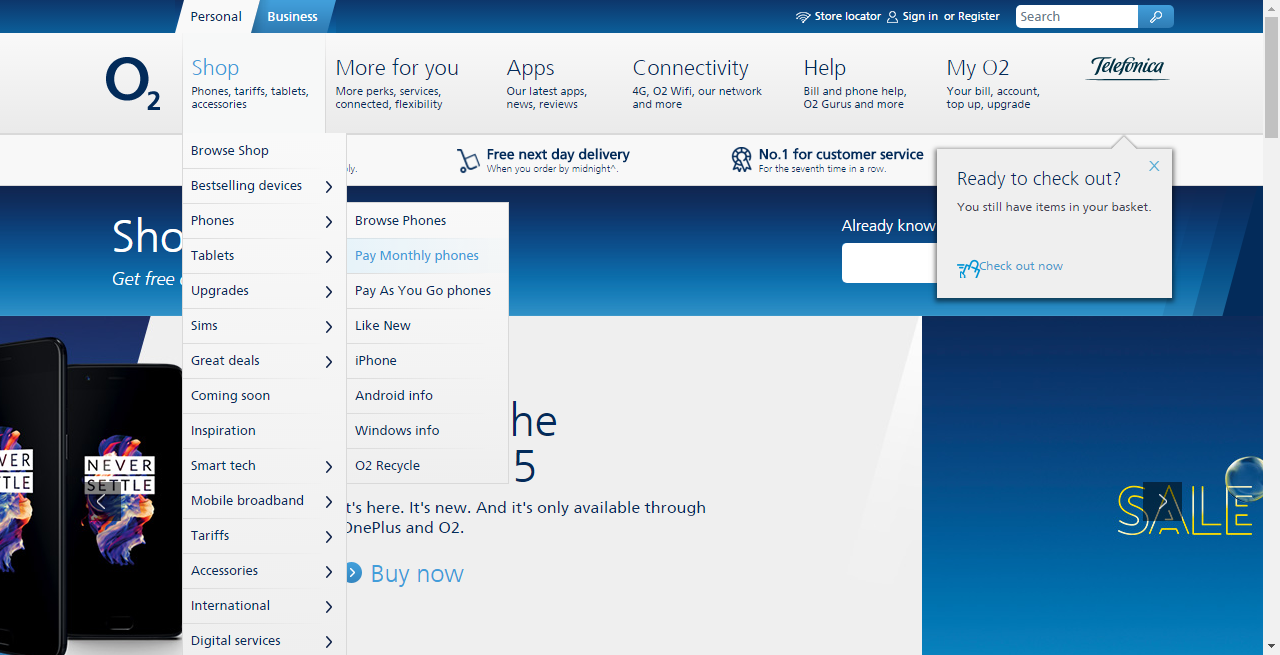 Personal
Business
Store locator
Sign in or Register
Search
O2
Shop
Phones, tariffs, tablets,
accessories
More for you
More perks, services,
connected, flexibility
Apps
Our latest apps,
news, reviews
Connectivity
4G, O2 Wifi, our network
and more
Help
Bill and phone help,
O2 Gurus and more
My O2
Your bill, account,
top up, upgrade
Telefónica
Free next day delivery
When you order by midnight^.
No.1 for customer service
For the seventh time in a row.
Ready to check out?
You still have items in your basket.
Check out now
Already know
Sho
Get free
Browse Shop
Bestselling devices
Phones
Tablets
Upgrades
Sims
Great deals
Coming soon
Inspiration
Smart tech
Mobile broadband
Tariffs
Accessories
International
Digital services
Browse Phones
Pay Monthly phones
Pay As You Go phones
Like New
iPhone
Android info
Windows info
O2 Recycle
he
5
t's here. It's new. And it's only available through
OnePlus and O2.
Buy now
NEVER
SETTLE
SALE